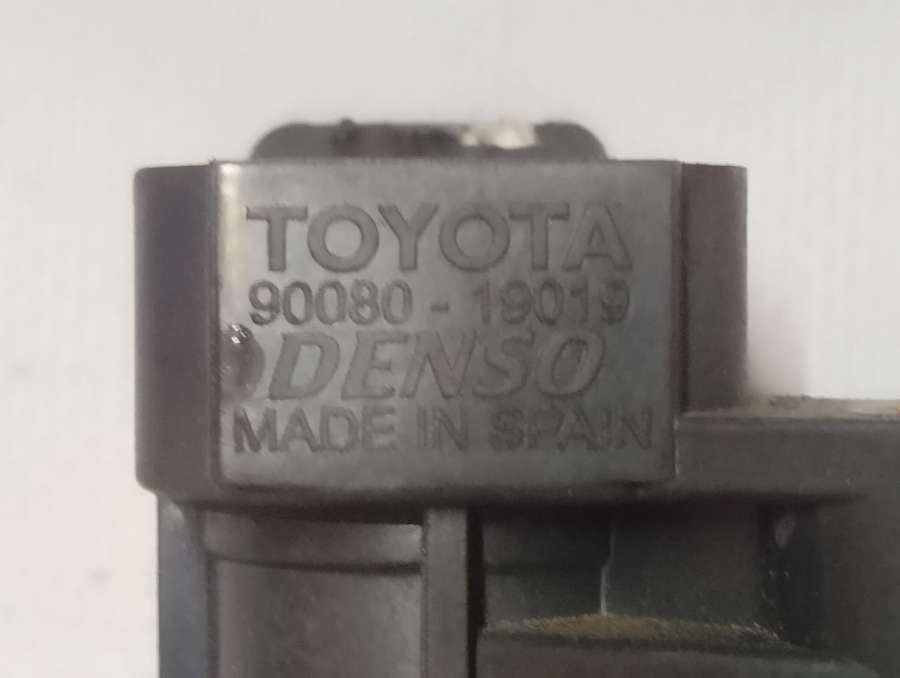 TOYOTA
90080 - 19019
DENSO
MADE IN SPAIN